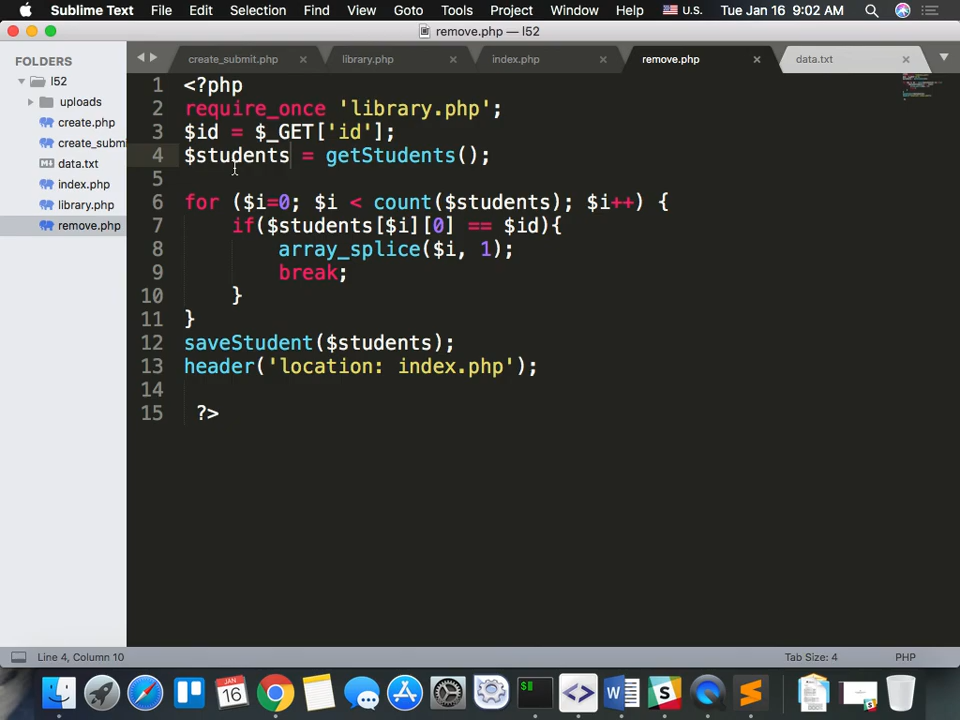 Sublime Text File Edit Selection Find View Goto Tools Project Window Help U.S. Tue Jan 16 9:02 AM
remove.php — l52
FOLDERS
l52
uploads
create.php
create_submi
data.txt
index.php
library.php
remove.php
create_submit.php library.php index.php remove.php data.txt
1 <?php
2 require_once 'library.php';
3 $id = $_GET['id'];
4 $students = getStudents();
5
6 for ($i=0; $i < count($students); $i++) {
7 if($students[$i][0] == $id){
8 array_splice($i, 1);
9 break;
10 }
11 }
12 saveStudent($students);
13 header('location: index.php');
14
15 ?>
Line 4, Column 10 Tab Size: 4 PHP
JAN
16